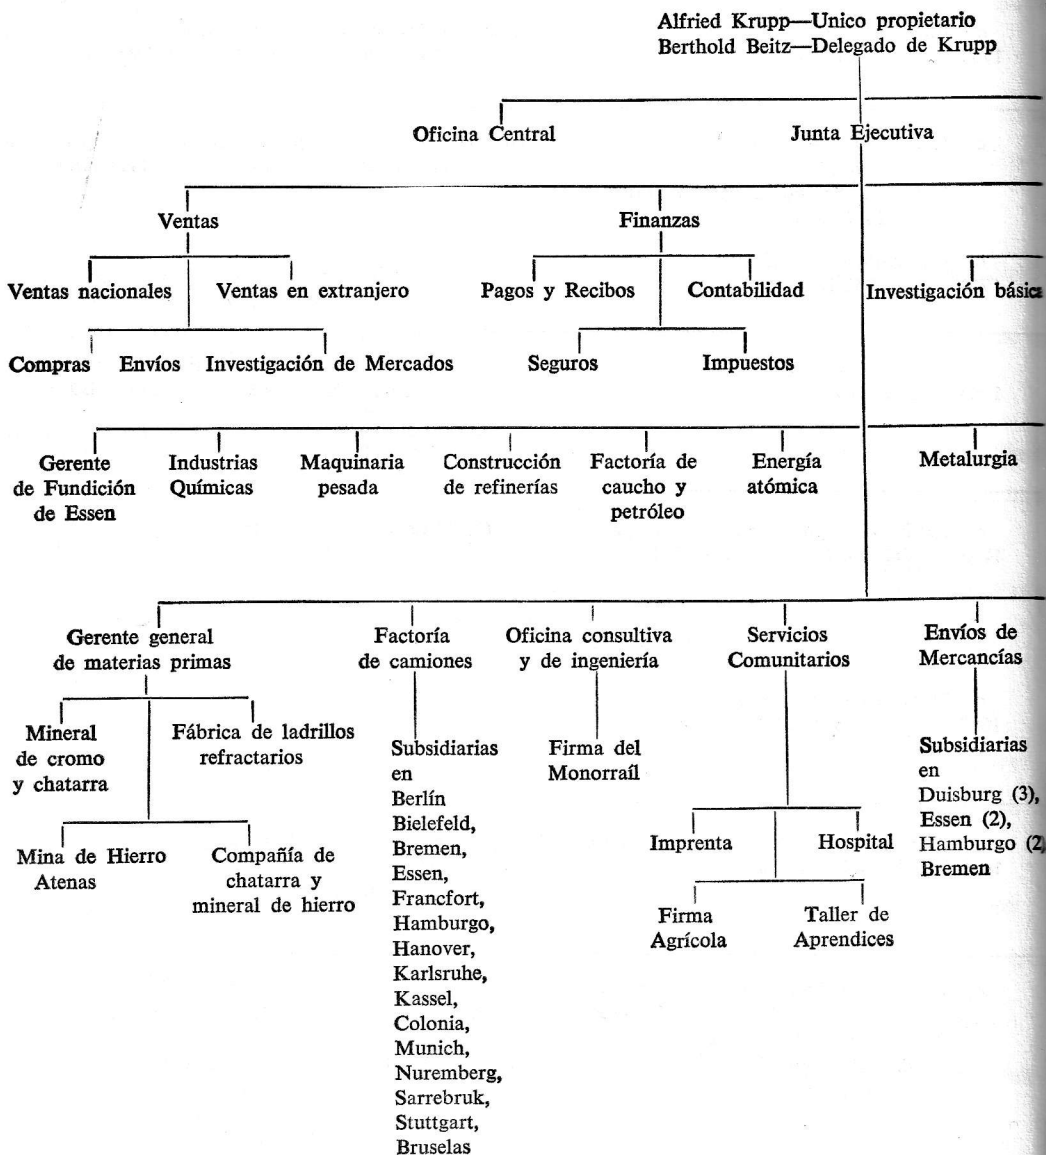 Alfried Krupp—Unico propietario
Berthold Beitz—Delegado de Krupp
Oficina Central
Junta Ejecutiva
Ventas
Finanzas
Ventas nacionales
Ventas en extranjero
Pagos y Recibos
Contabilidad
Investigación básica
Compras
Envíos
Investigación de Mercados
Seguros
Impuestos
Gerente
de Fundición
de Essen
Industrias
Químicas
Maquinaria
pesada
Construcción
de refinerías
Factoría de
caucho y
petróleo
Energía
atómica
Metalurgia
Gerente general
de materias primas
Factoría
de camiones
Oficina consultiva
y de ingeniería
Servicios
Comunitarios
Envíos de
Mercancías
Mineral
de cromo
y chatarra
Fábrica de ladrillos
refractarios
Mina de Hierro
Atenas
Compañía de
chatarra y
mineral de hierro
Subsidiarias
en
Berlín
Bielefeld,
Bremen,
Essen,
Francfort,
Hamburgo,
Hanover,
Karlsruhe,
Kassel,
Colonia,
Munich,
Nuremberg,
Sarrebruk,
Stuttgart,
Bruselas
Firma del
Monorraíl
Imprenta
Hospital
Firma
Agrícola
Taller de
Aprendices
Subsidiarias
en
Duisburg (3),
Essen (2),
Hamburgo (2
Bremen